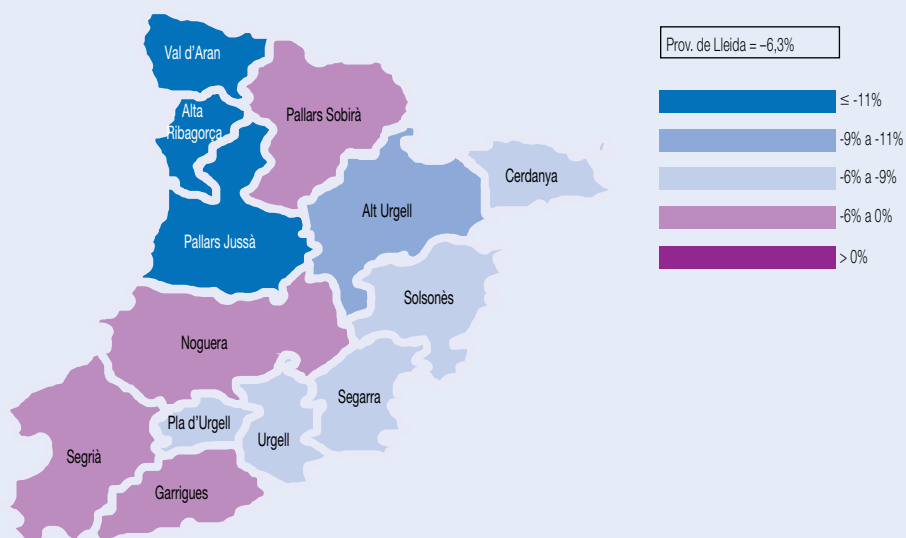 Val d'Aran
Prov. de Lleida = –6,3%
Alta
Ribagorça
Pallars Sobirà
≤ -11%
-9% a -11%
Cerdanya
-6% a -9%
Alt Urgell
-6% a 0%
Pallars Jussà
> 0%
Solsonès
Noguera
Segarra
Pla d'Urgell
Urgell
Segrià
Garrigues